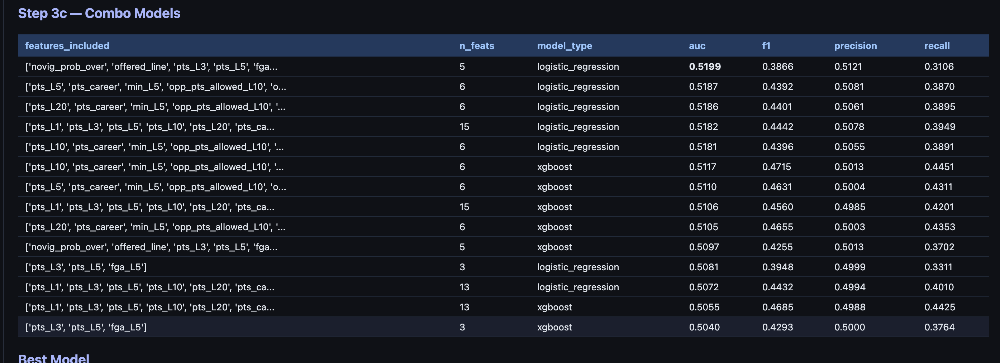 Step 3c — Combo Models
features_included n_feats model_type auc f1 precision recall
['novig_prob_over', 'offered_line', 'pts_L3', 'pts_L5', 'fga... 5 logistic_regression 0.5199 0.3866 0.5121 0.3106
['pts_L5', 'pts_career', 'min_L5', 'opp_pts_allowed_L10', 'o... 6 logistic_regression 0.5187 0.4392 0.5081 0.3870
['pts_L20', 'pts_career', 'min_L5', 'opp_pts_allowed_L10', '... 6 logistic_regression 0.5186 0.4401 0.5061 0.3895
['pts_L1', 'pts_L3', 'pts_L5', 'pts_L10', 'pts_L20', 'pts_ca... 15 logistic_regression 0.5182 0.4442 0.5078 0.3949
['pts_L10', 'pts_career', 'min_L5', 'opp_pts_allowed_L10', '... 6 logistic_regression 0.5181 0.4396 0.5055 0.3891
['pts_L10', 'pts_career', 'min_L5', 'opp_pts_allowed_L10', '... 6 xgboost 0.5117 0.4715 0.5013 0.4451
['pts_L5', 'pts_career', 'min_L5', 'opp_pts_allowed_L10', 'o... 6 xgboost 0.5110 0.4631 0.5004 0.4311
['pts_L1', 'pts_L3', 'pts_L5', 'pts_L10', 'pts_L20', 'pts_ca... 15 xgboost 0.5106 0.4560 0.4985 0.4201
['pts_L20', 'pts_career', 'min_L5', 'opp_pts_allowed_L10', '... 6 xgboost 0.5105 0.4655 0.5003 0.4353
['novig_prob_over', 'offered_line', 'pts_L3', 'pts_L5', 'fga... 5 xgboost 0.5097 0.4255 0.5013 0.3702
['pts_L3', 'pts_L5', 'fga_L5'] 3 logistic_regression 0.5081 0.3948 0.4999 0.3311
['pts_L1', 'pts_L3', 'pts_L5', 'pts_L10', 'pts_L20', 'pts_ca... 13 logistic_regression 0.5072 0.4432 0.4994 0.4010
['pts_L1', 'pts_L3', 'pts_L5', 'pts_L10', 'pts_L20', 'pts_ca... 13 xgboost 0.5055 0.4685 0.4988 0.4425
['pts_L3', 'pts_L5', 'fga_L5'] 3 xgboost 0.5040 0.4293 0.5000 0.3764
Best Model